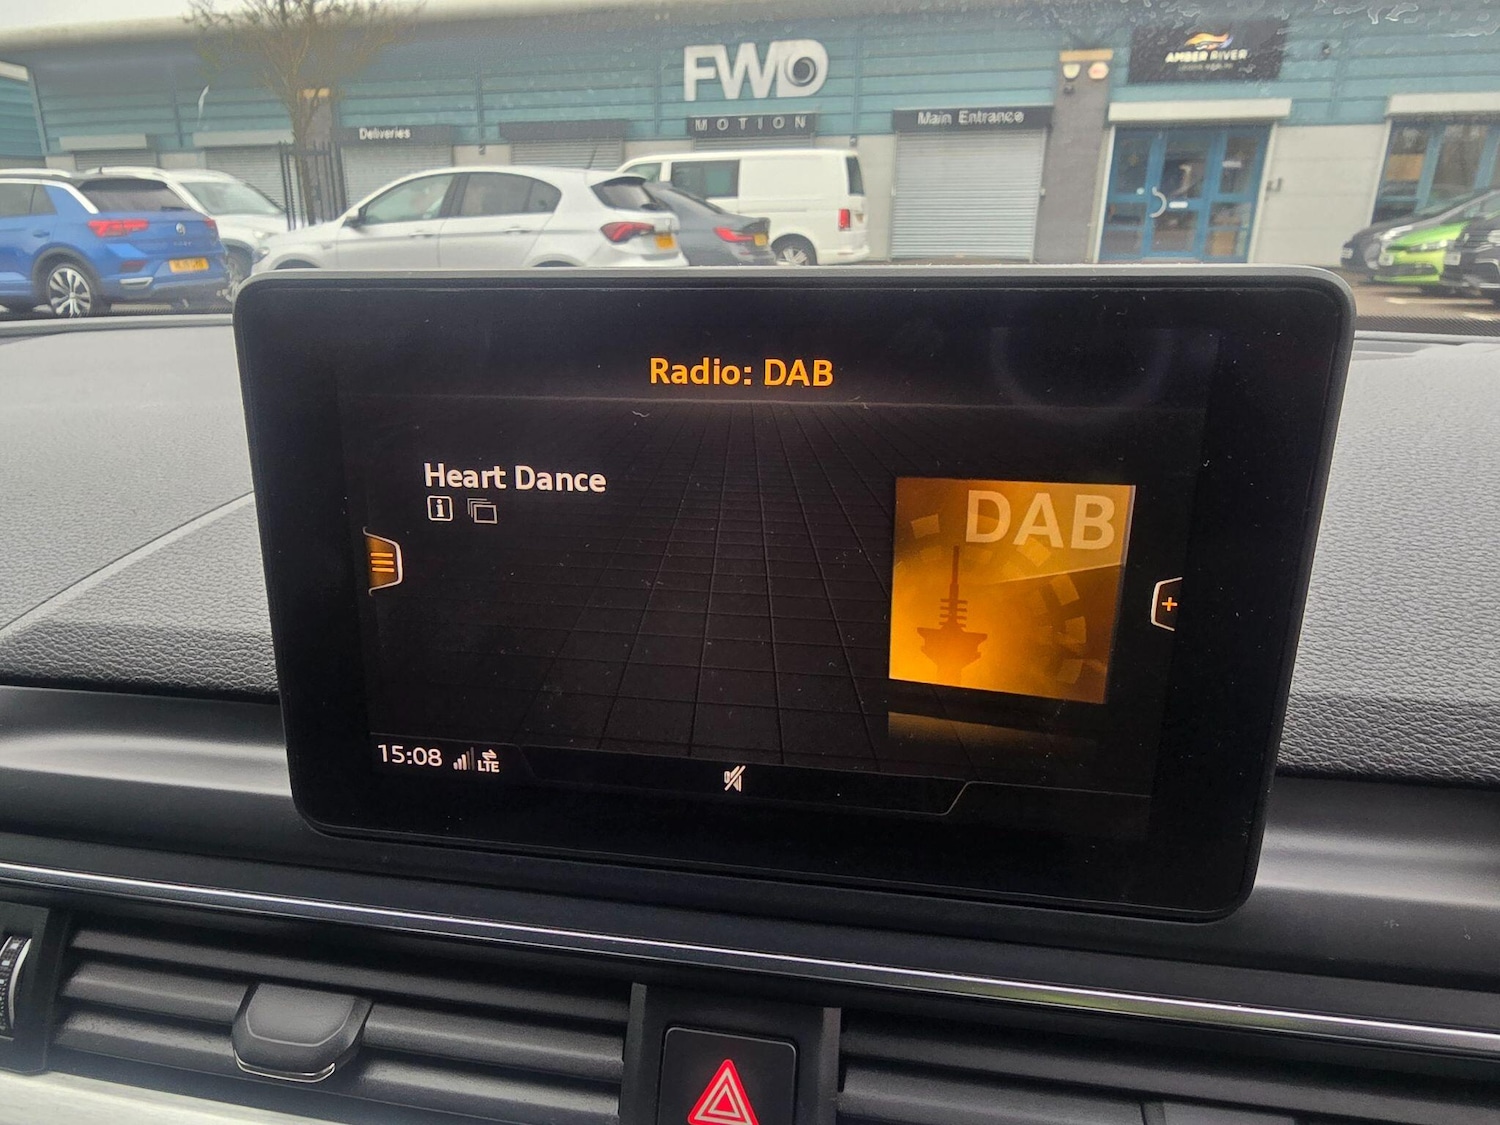 FWD
MOTION
Deliveries
Main Entrance
AMBER RIVER
Radio: DAB
Heart Dance
DAB
15:08
LTE